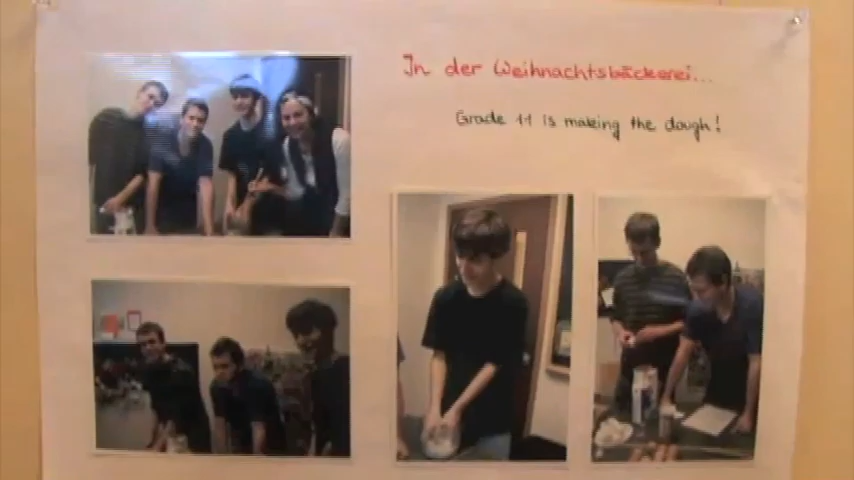 In der Weihnachtsbäckerei...
Grade 11 is making the dough!